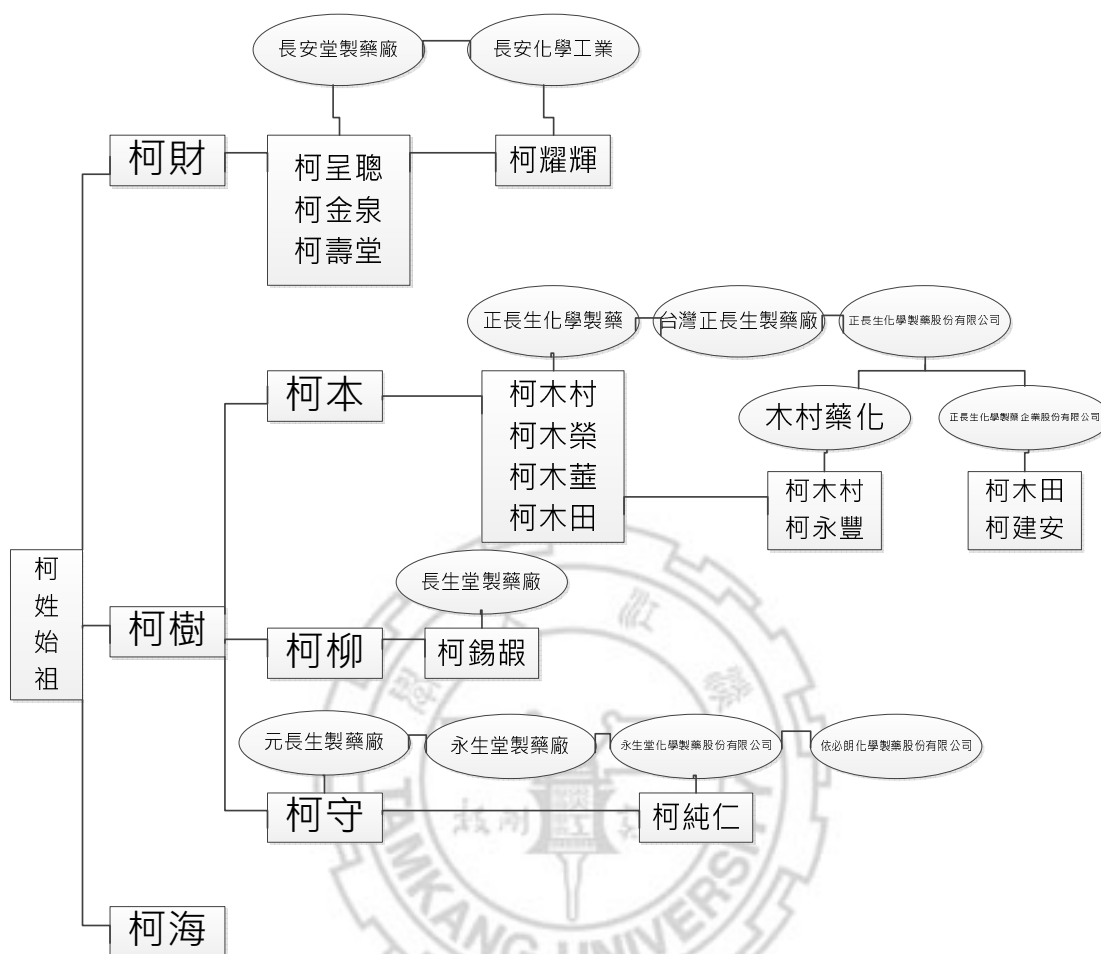 長安堂製藥廠
長安化學工業
柯財
柯呈聰
柯金泉
柯壽堂
柯耀輝
正長生化學製藥
台灣正長生製藥廠
正長生化學製藥股份有限公司
柯本
柯木村
柯木榮
柯木華
柯木田
木村藥化
正長生化學製藥企業股份有限公司
柯木村
柯永豐
柯木田
柯建安
柯
姓
始
祖
長生堂製藥廠
柯樹
柯柳
柯錫嘏
元長生製藥廠
永生堂製藥廠
永生堂化學製藥股份有限公司
依必朗化學製藥股份有限公司
柯守
柯純仁
柯海
TAMKANG UNIVERSITY